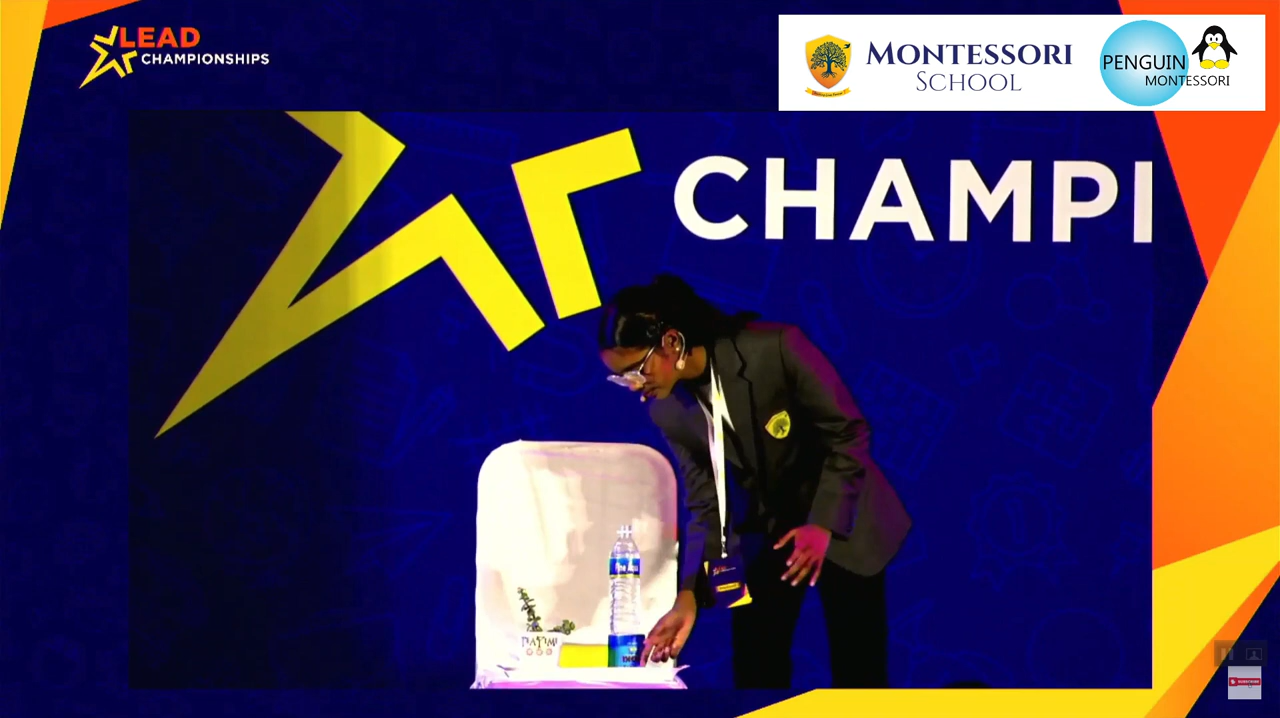 LEAD
CHAMPIONSHIPS
MONTESSORI
SCHOOL
PENGUIN
MONTESSORI
CHAMPI